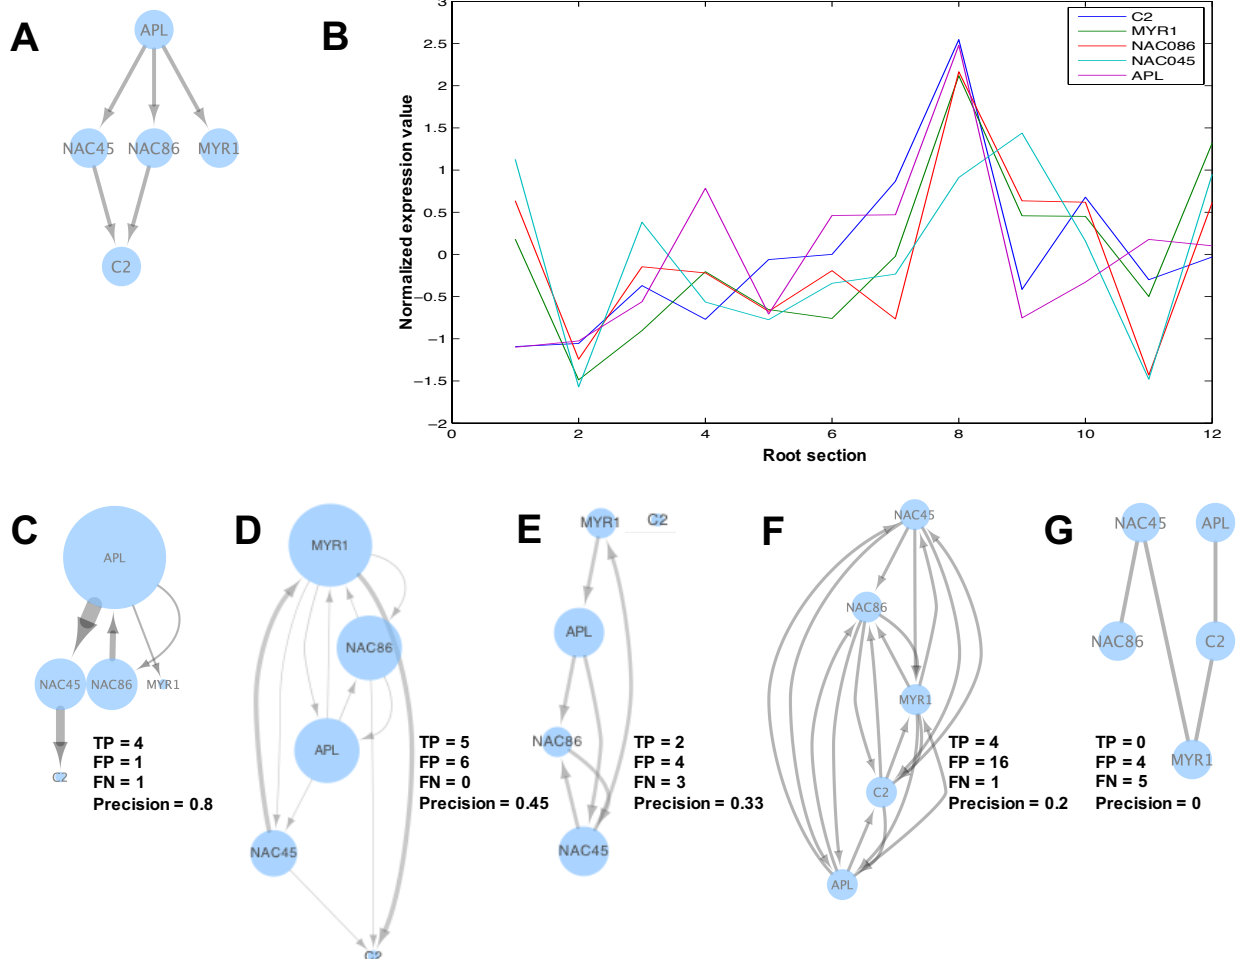 A
APL
NAC45 NAC86 MYR1
C2
B
Normalized expression value
3
2.5
2
1.5
1
0.5
0
−0.5
−1
−1.5
−2
0 2 4 6 8 10 12
Root section
C2
MYR1
NAC086
NAC045
APL
C
APL
NAC45 NAC86 MYR1
C2
TP = 4
FP = 1
FN = 1
Precision = 0.8
D
MYR1
NAC86
APL
NAC45
C2
TP = 5
FP = 6
FN = 0
Precision = 0.45
E
MYR1 C2
APL
NAC86
NAC45
TP = 2
FP = 4
FN = 3
Precision = 0.33
F
NAC45
NAC86
MYR1
C2
APL
TP = 4
FP = 16
FN = 1
Precision = 0.2
G
NAC45 APL
NAC86 C2
MYR1
TP = 0
FP = 4
FN = 5
Precision = 0